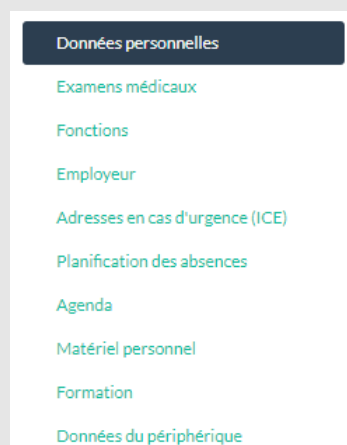 Données personnelles
Examens médicaux
Fonctions
Employeur
Adresses en cas d'urgence (ICE)
Planification des absences
Agenda
Matériel personnel
Formation
Données du périphérique